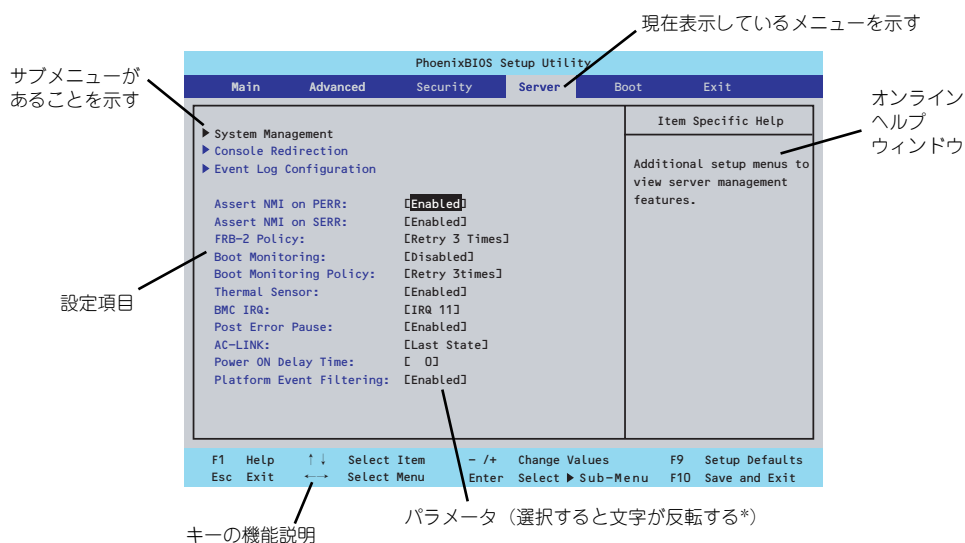 現在表示しているメニューを示す
サブメニューが
あることを示す
PhoenixBIOS Setup Utility
Main Advanced Security Server Boot Exit
オンライン
ヘルプ
ウィンドウ
Item Specific Help
▶ System Management
▶ Console Redirection
▶ Event Log Configuration
Additional setup menus to
view server management
features.
Assert NMI on PERR: [Enabled]
Assert NMI on SERR: [Enabled]
FRB-2 Policy: [Retry 3 Times]
Boot Monitoring: [Disabled]
Boot Monitoring Policy: [Retry 3times]
Thermal Sensor: [Enabled]
BMC IRQ: [IRQ 11]
Post Error Pause: [Enabled]
AC-LINK: [Last State]
Power ON Delay Time: [ 0]
Platform Event Filtering: [Enabled]
設定項目
F1 Help ↑↓ Select Item - /+ Change Values F9 Setup Defaults
Esc Exit ←→ Select Menu Enter Select ▶ Sub-Menu F10 Save and Exit
パラメータ（選択すると文字が反転する*）
キーの機能説明